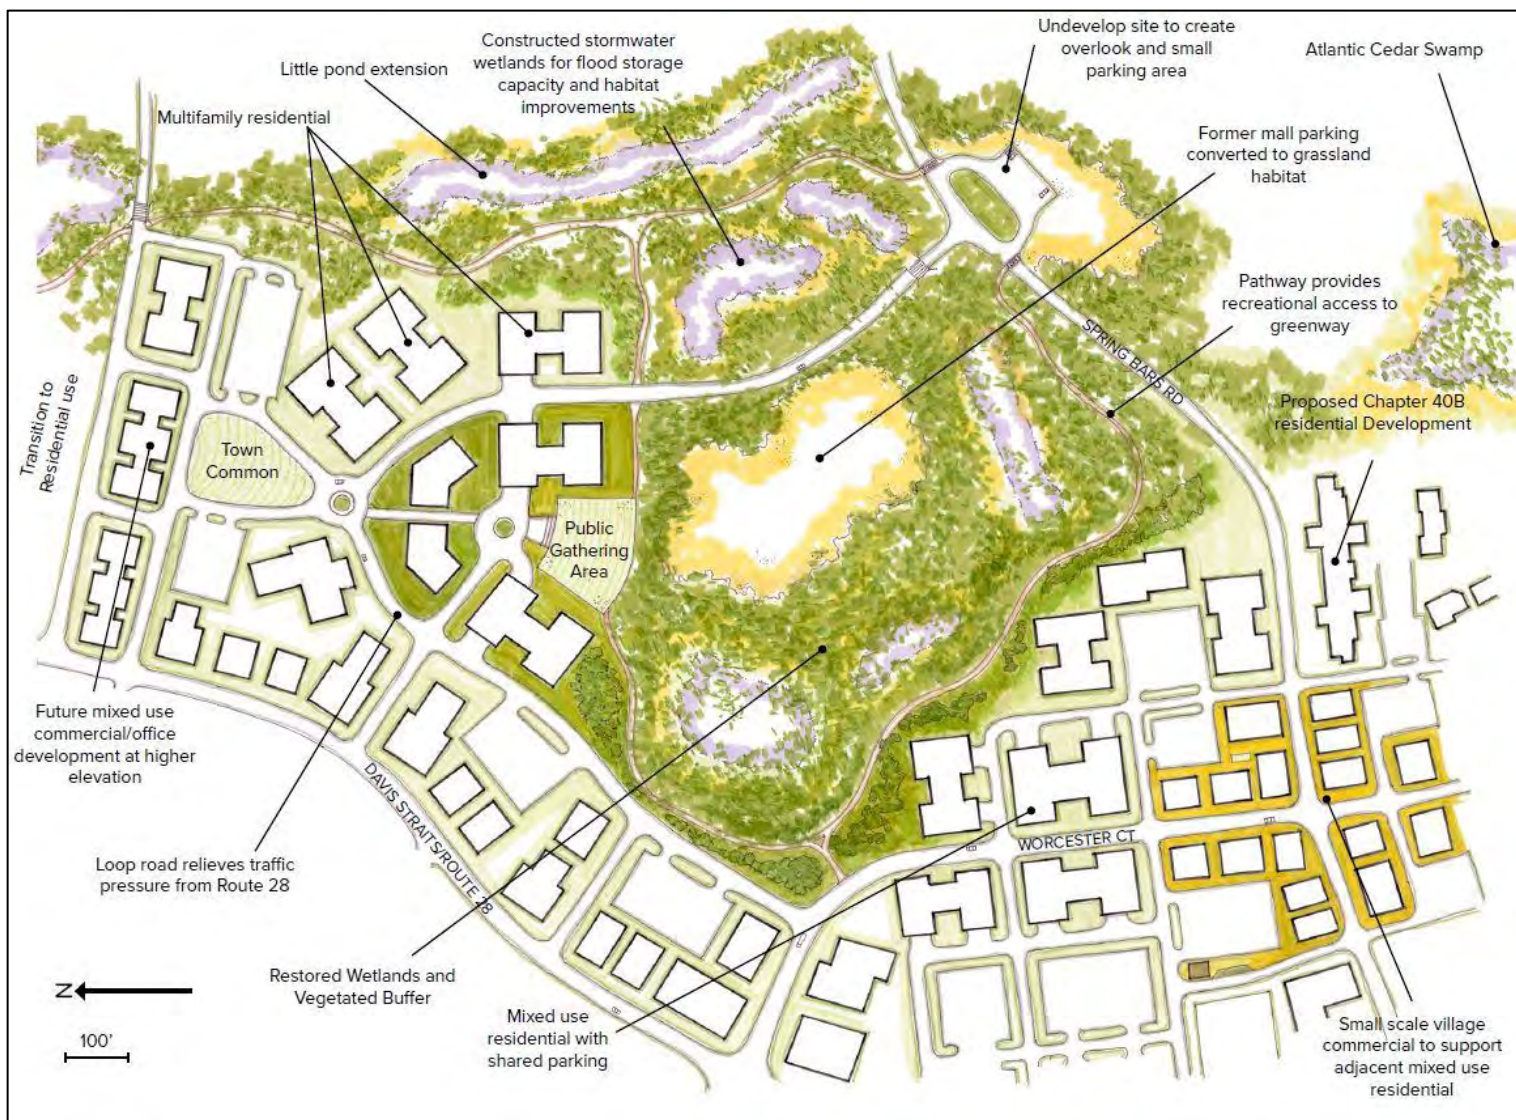 Undevelop site to create
overlook and small
parking area
Constructed stormwater
wetlands for flood storage
capacity and habitat
improvements
Atlantic Cedar Swamp
Little pond extension
Multifamily residential
Former mall parking
converted to grassland
habitat
Pathway provides
recreational access to
greenway
SPRING BARS RD
Transition to
Residential use
Town
Common
Proposed Chapter 40B
residential Development
Public
Gathering
Area
Future mixed use
commercial/office
development at higher
elevation
DAVIS STRAITS/ROUTE 28
WORCESTER CT
Loop road relieves traffic
pressure from Route 28
Restored Wetlands and
Vegetated Buffer
N
Mixed use
residential with
shared parking
100'
Small scale village
commercial to support
adjacent mixed use
residential